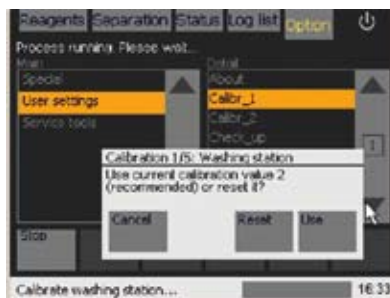 Reagents Separation Status Log list Option
Process running. Please wait...
Main
Detail
Special
About
User settings
Calibr_1
Service tools
Calibr_2
Check_up
1
Calibration 1/5: Washing station
Use current calibration value 2
(recommended) or reset it?
Cancel Reset Use
Stop
Calibrate washing station... 16:33